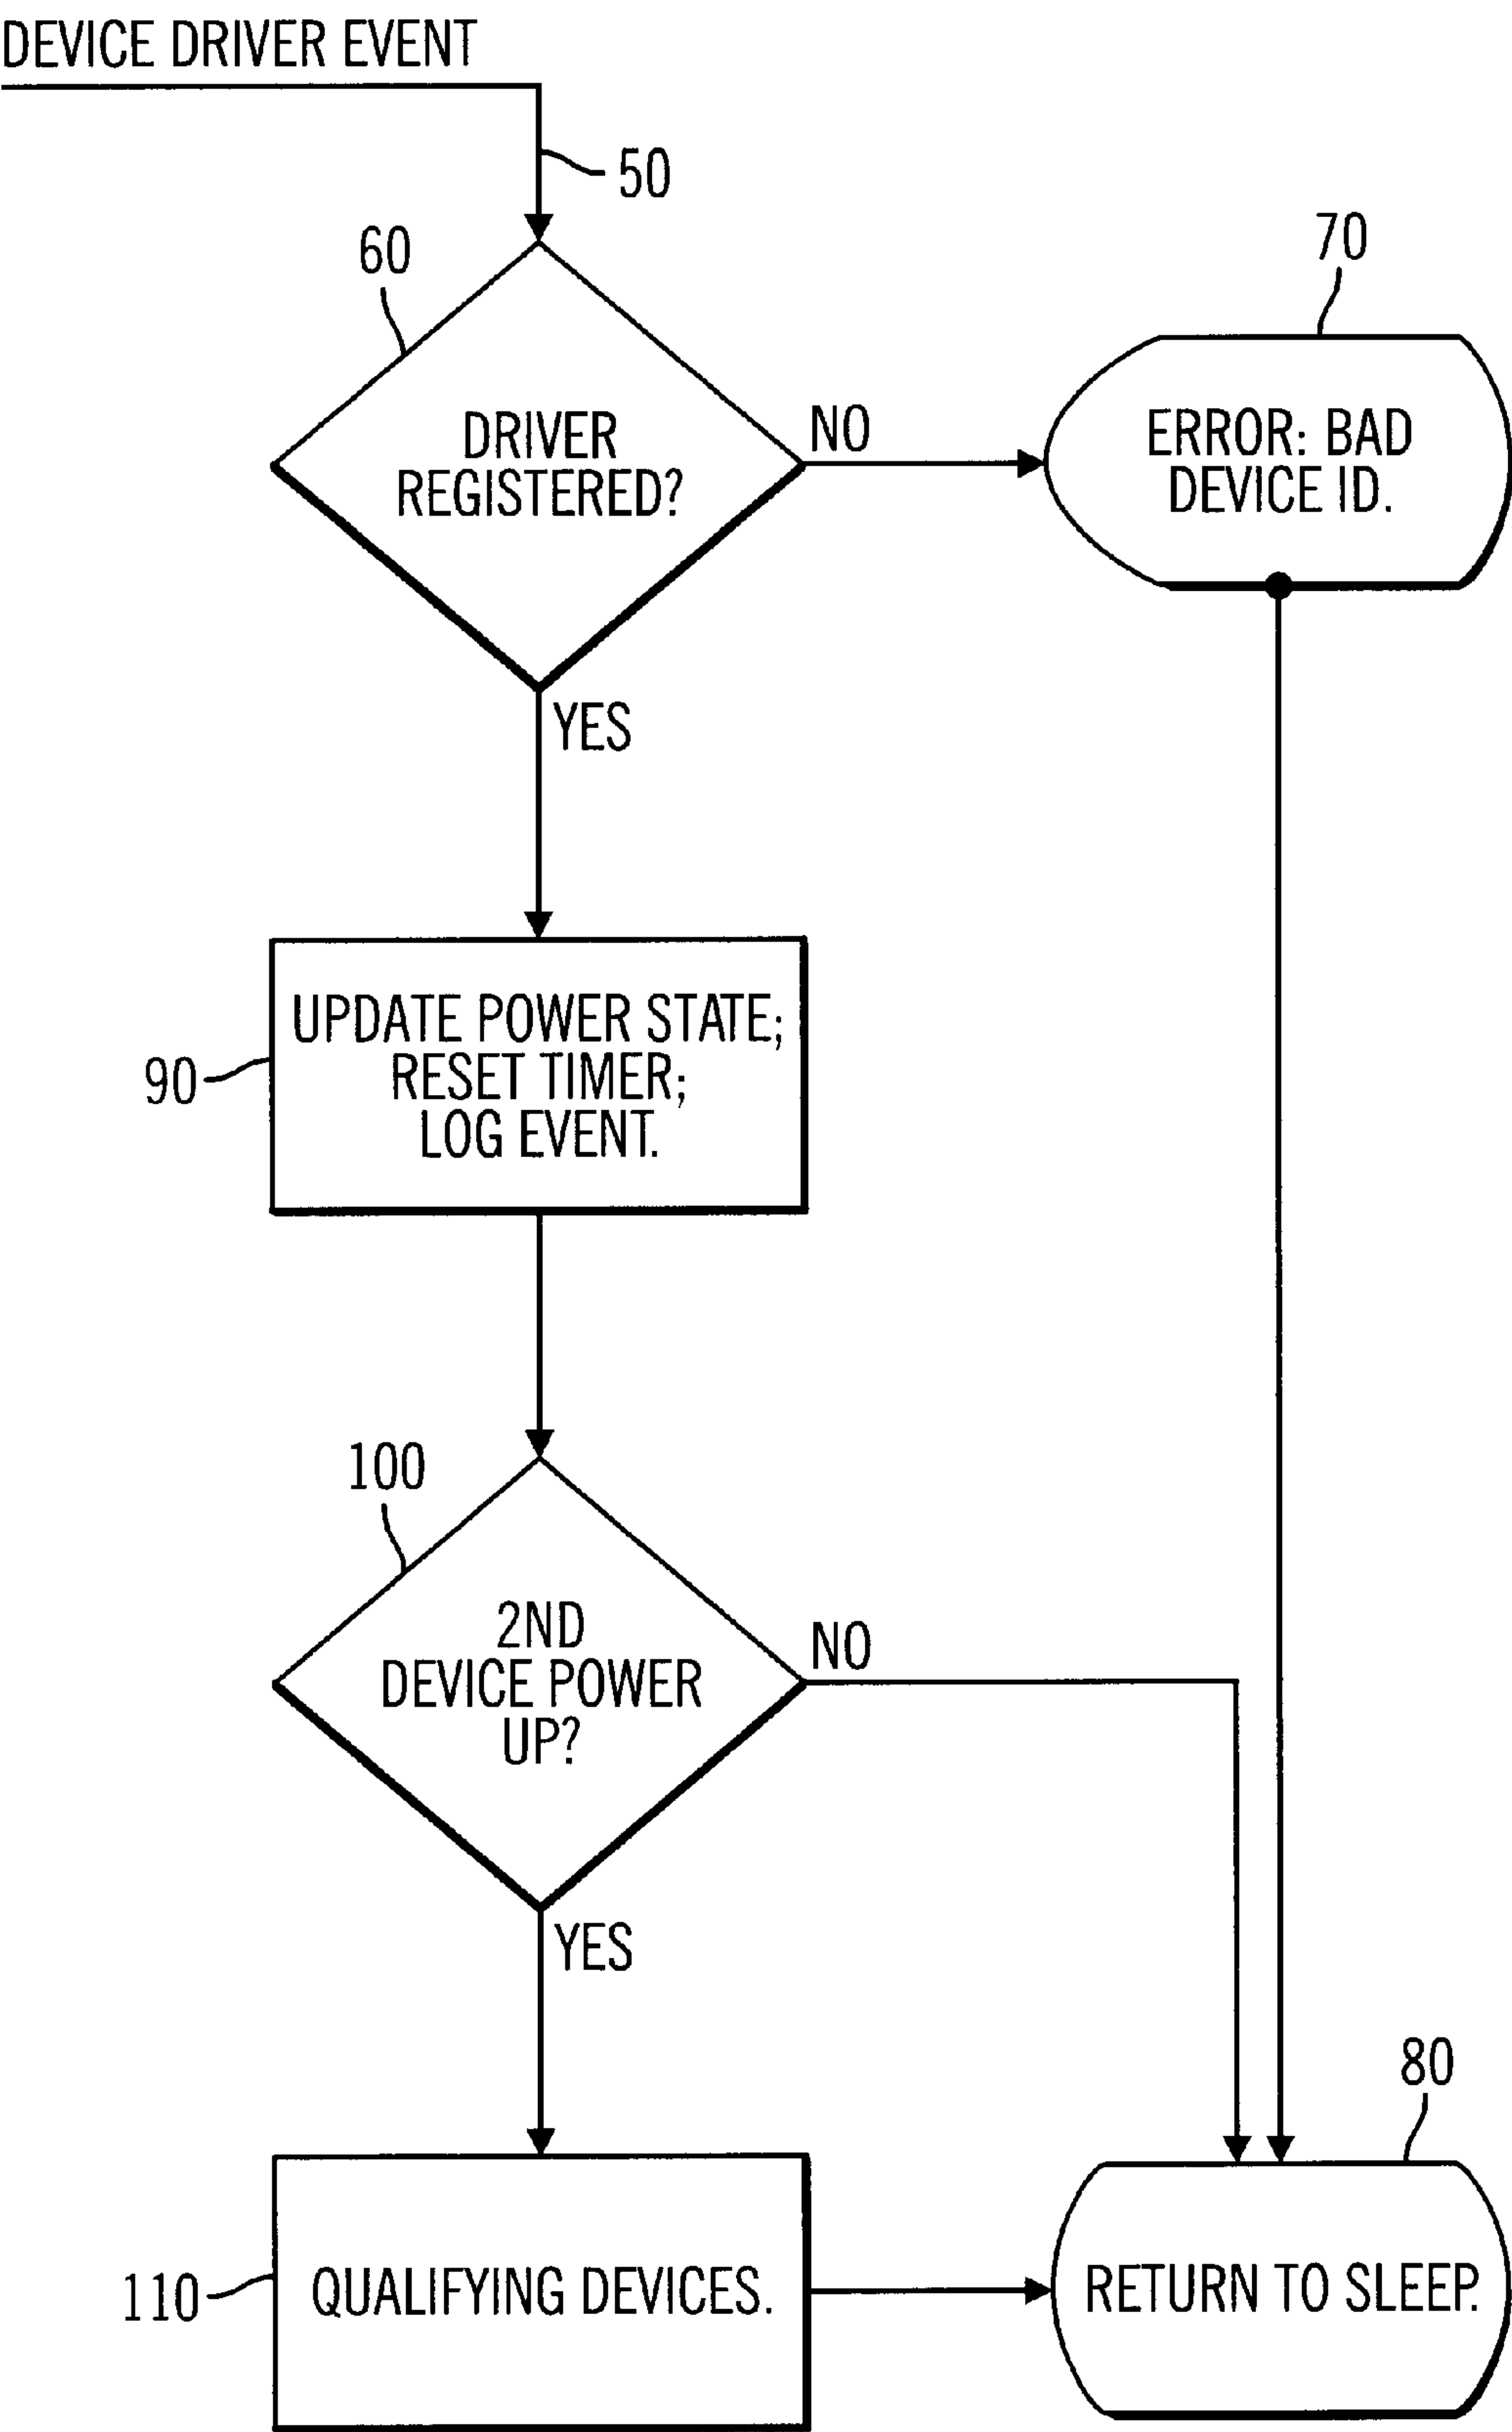 DEVICE DRIVER EVENT
50
60
70
DRIVER
REGISTERED?
NO
ERROR: BAD
DEVICE ID.
YES
UPDATE POWER STATE;
RESET TIMER;
LOG EVENT.
90
100
2ND
DEVICE POWER
UP?
NO
YES
80
110
QUALIFYING DEVICES.
RETURN TO SLEEP.